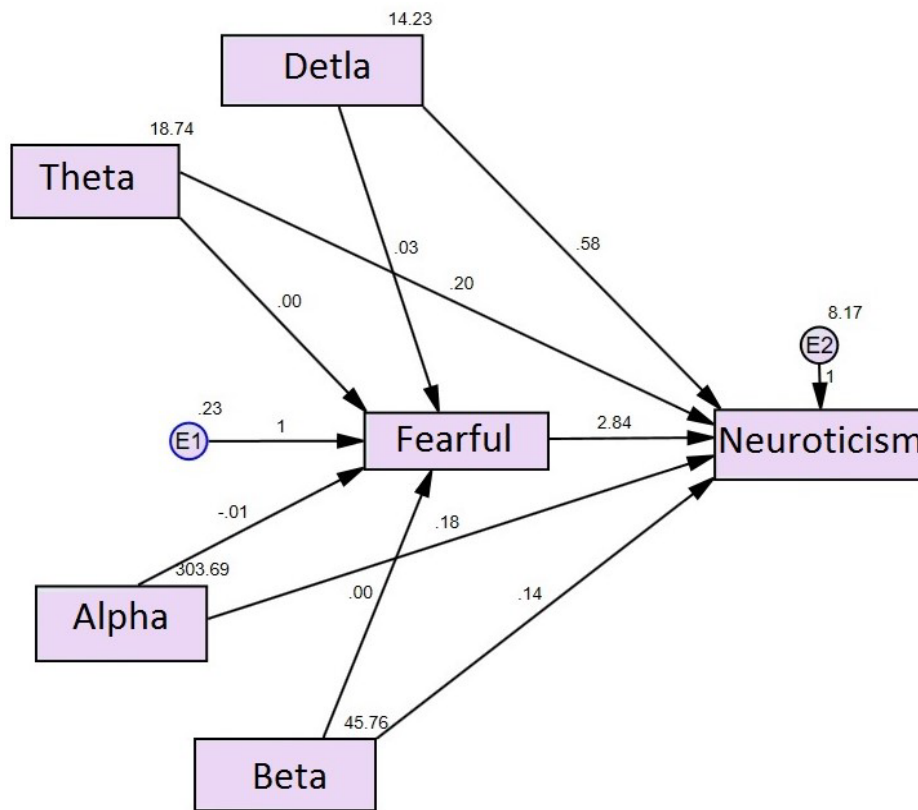 14.23
Detla
18.74
Theta
.58
.03
.20
.00
8.17
E2
1
.23
E1
1
Fearful
2.84
Neuroticism
-.01
.18
303.69
.00
.14
Alpha
45.76
Beta